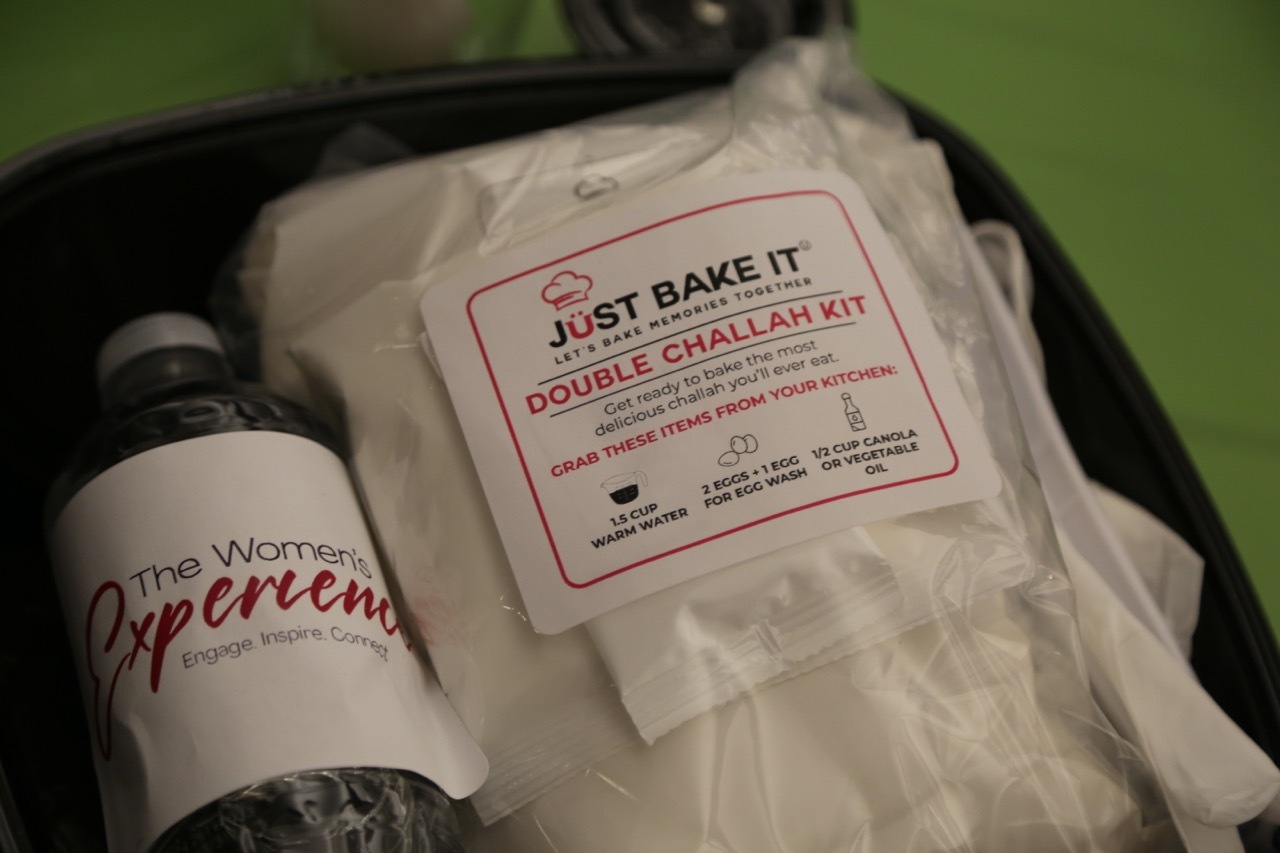 JÜST BAKE IT
LET'S BAKE MEMORIES TOGETHER
DOUBLE CHALLAH KIT
Get ready to bake the most
delicious challah you'll ever eat.
GRAB THESE ITEMS FROM YOUR KITCHEN:
1.5 CUP
WARM WATER
2 EGGS + 1 EGG
FOR EGG WASH
1/2 CUP CANOLA
OR VEGETABLE
OIL
The Women's
Experienc
Engage. Inspire. Connect